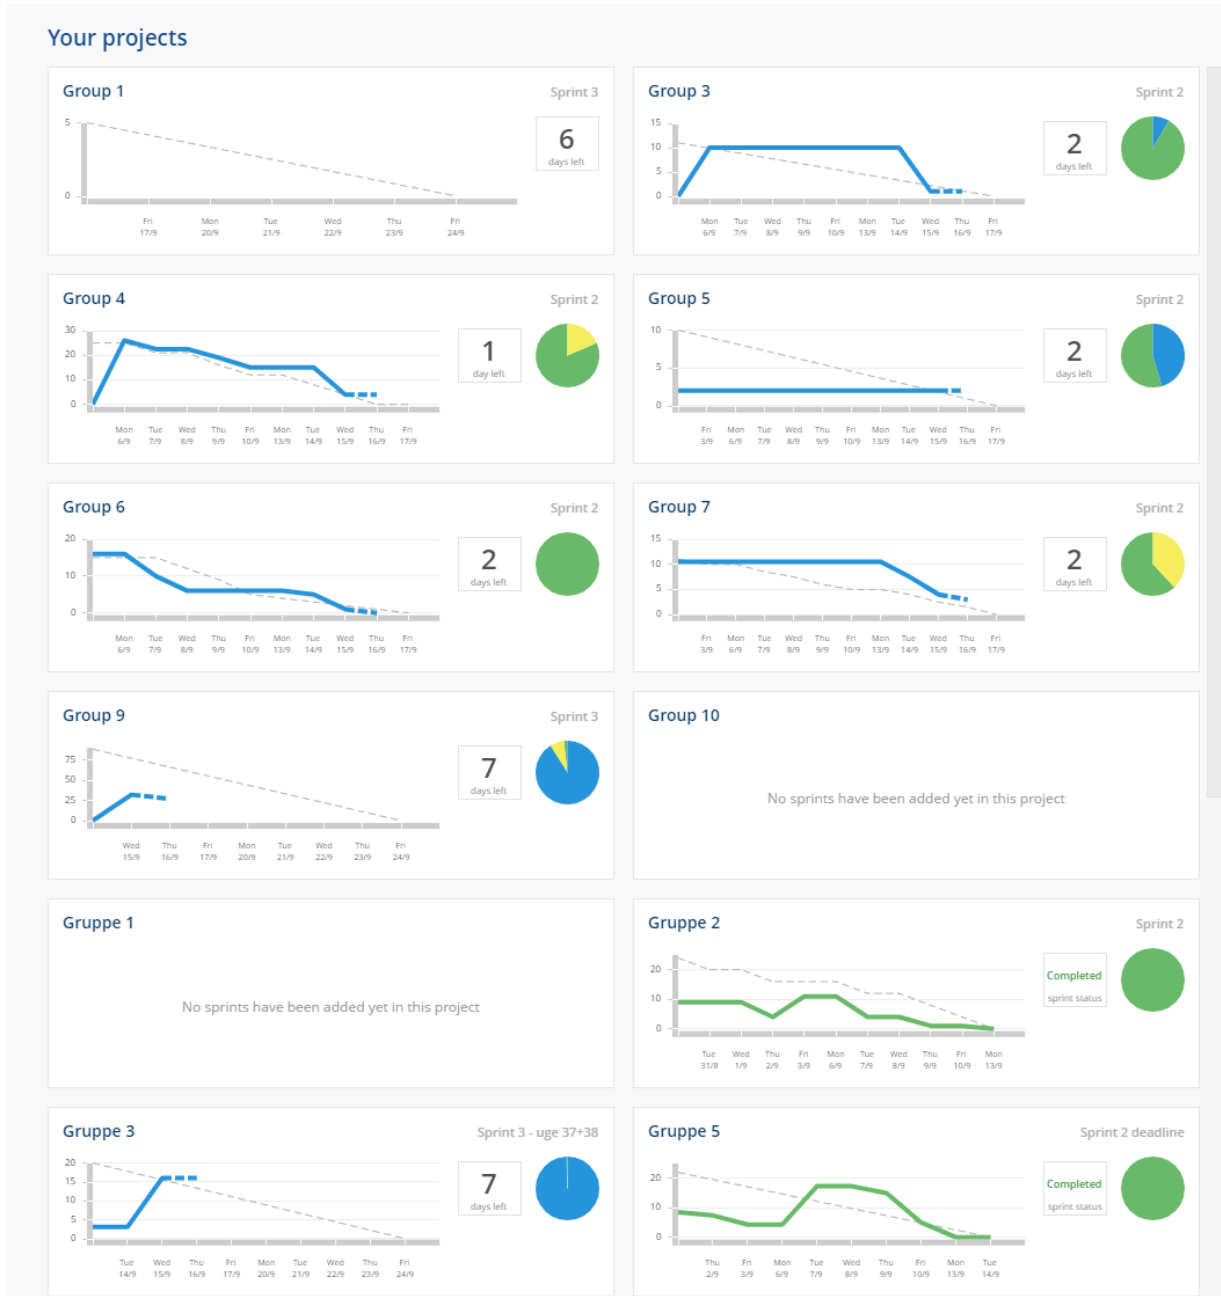 Your projects
Group 1
Sprint 3
5
0
6
days left
Fri Mon Tue Wed Thu Fri
17/9 20/9 21/9 22/9 23/9 24/9
Group 3
Sprint 2
15
10
5
0
2
days left
Mon Tue Wed Thu Fri Mon Tue Wed Thu Fri
6/9 7/9 8/9 9/9 10/9 13/9 14/9 15/9 16/9 17/9
Group 4
Sprint 2
30
20
10
0
1
day left
Mon Tue Wed Thu Fri Mon Tue Wed Thu Fri
6/9 7/9 8/9 9/9 10/9 13/9 14/9 15/9 16/9 17/9
Group 5
Sprint 2
10
5
0
2
days left
Fri Mon Tue Wed Thu Fri Mon Tue Wed Thu Fri
3/9 6/9 7/9 8/9 9/9 10/9 13/9 14/9 15/9 16/9 17/9
Group 6
Sprint 2
20
10
0
2
days left
Mon Tue Wed Thu Fri Mon Tue Wed Thu Fri
6/9 7/9 8/9 9/9 10/9 13/9 14/9 15/9 16/9 17/9
Group 7
Sprint 2
15
10
5
0
2
days left
Fri Mon Tue Wed Thu Fri Mon Tue Wed Thu Fri
3/9 6/9 7/9 8/9 9/9 10/9 13/9 14/9 15/9 16/9 17/9
Group 9
Sprint 3
75
50
25
0
7
days left
Wed Thu Fri Mon Tue Wed Thu Fri
15/9 16/9 17/9 20/9 21/9 22/9 23/9 24/9
Group 10
No sprints have been added yet in this project
Gruppe 1
No sprints have been added yet in this project
Gruppe 2
Sprint 2
20
10
0
Completed
sprint status
Tue Wed Thu Fri Mon Tue Wed Thu Fri Mon
31/8 1/9 2/9 3/9 6/9 7/9 8/9 9/9 10/9 13/9
Gruppe 3
Sprint 3 - uge 37+38
20
15
10
5
0
7
days left
Tue Wed Thu Fri Mon Tue Wed Thu Fri
14/9 15/9 16/9 17/9 20/9 21/9 22/9 23/9 24/9
Gruppe 5
Sprint 2 deadline
20
10
0
Completed
sprint status
Thu Fri Mon Tue Wed Thu Fri Mon Tue
2/9 3/9 6/9 7/9 8/9 9/9 10/9 13/9 14/9